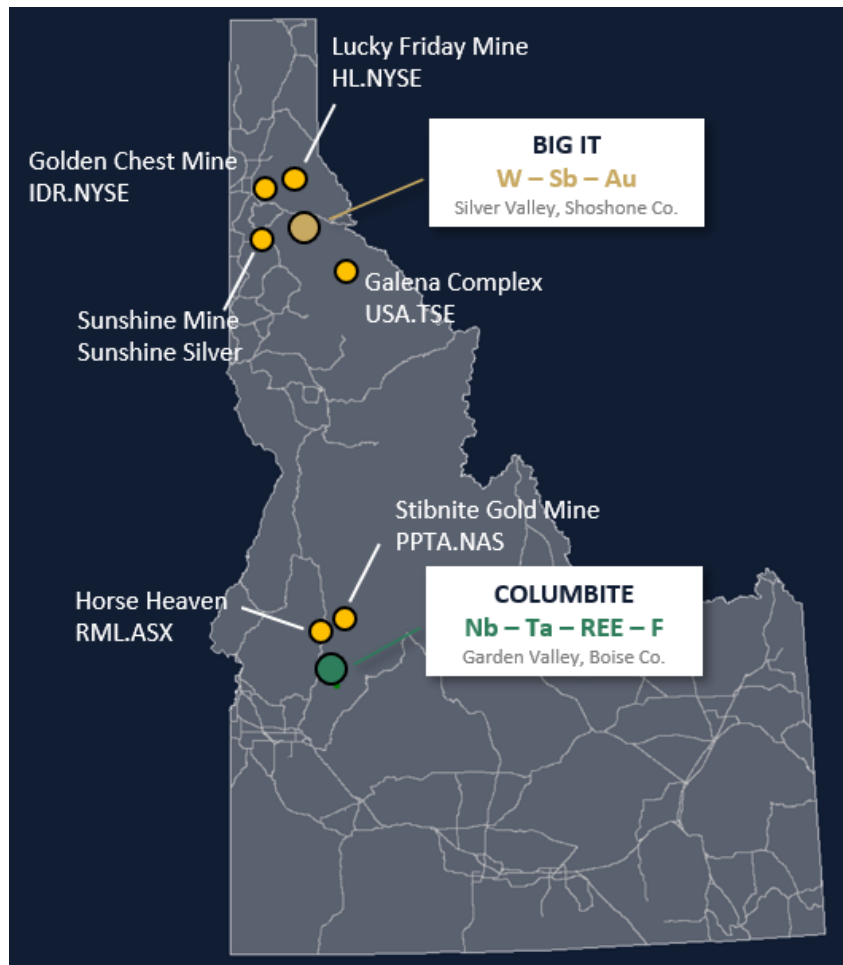 Lucky Friday Mine
HL.NYSE
BIG IT
W – Sb – Au
Silver Valley, Shoshone Co.
Golden Chest Mine
IDR.NYSE
Galena Complex
USA.TSE
Sunshine Mine
Sunshine Silver
Stibnite Gold Mine
PPTA.NAS
COLUMBITE
Nb – Ta – REE – F
Garden Valley, Boise Co.
Horse Heaven
RML.ASX